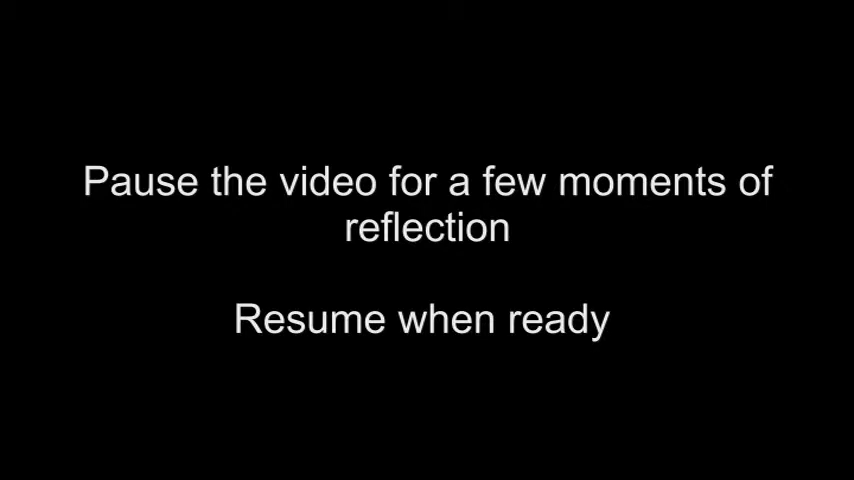 Pause the video for a few moments of
reflection
Resume when ready